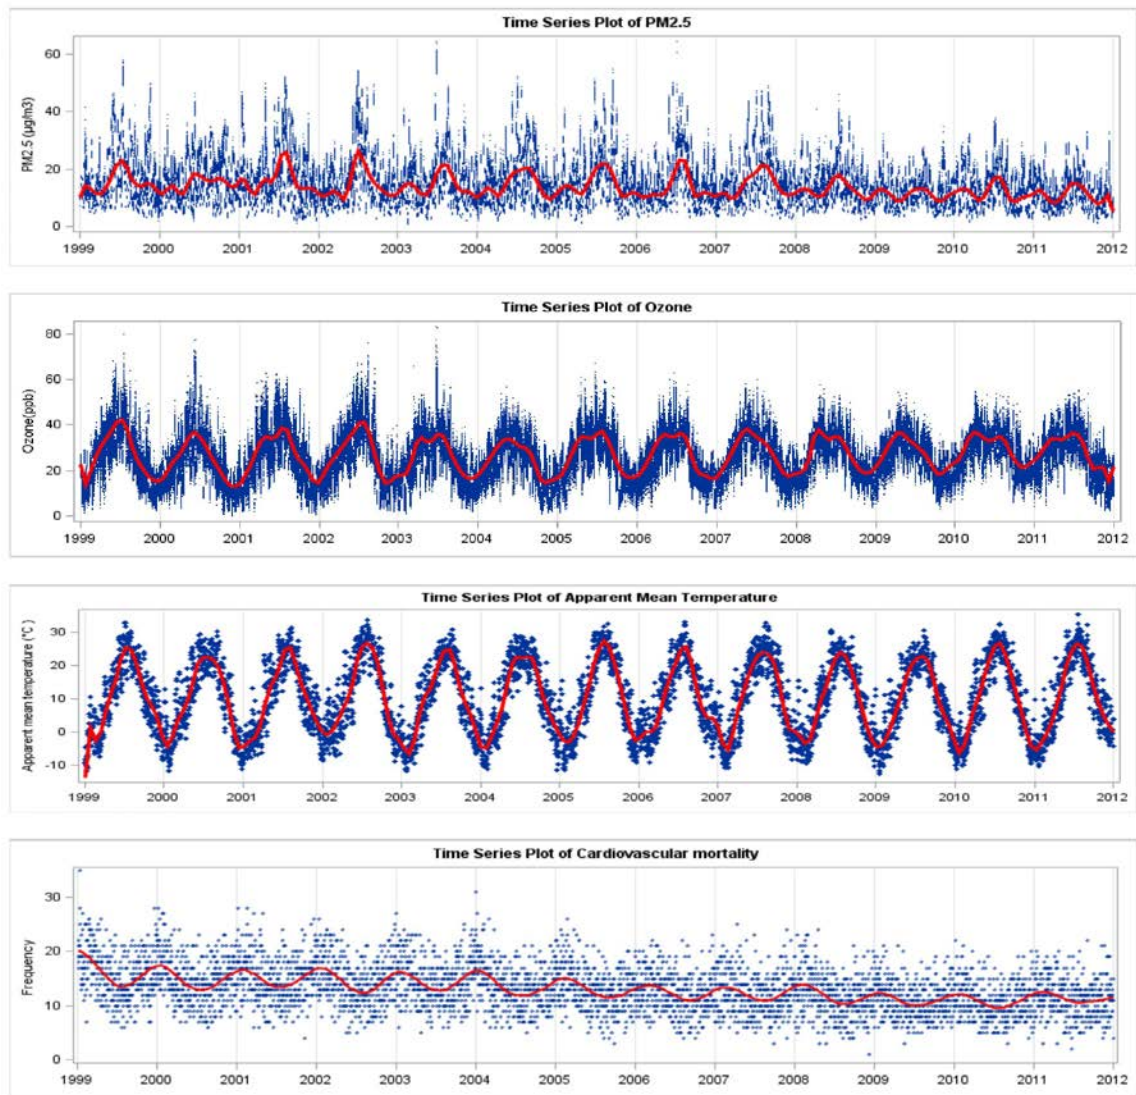 Time Series Plot of PM2.5
PM2.5 (µg/m3)
60
40
20
0
1999 2000 2001 2002 2003 2004 2005 2006 2007 2008 2009 2010 2011 2012
Time Series Plot of Ozone
Ozone(ppb)
80
60
40
20
0
1999 2000 2001 2002 2003 2004 2005 2006 2007 2008 2009 2010 2011 2012
Time Series Plot of Apparent Mean Temperature
Apparent mean temperature (°C)
30
20
10
0
-10
1999 2000 2001 2002 2003 2004 2005 2006 2007 2008 2009 2010 2011 2012
Time Series Plot of Cardiovascular mortality
Frequency
30
20
10
0
1999 2000 2001 2002 2003 2004 2005 2006 2007 2008 2009 2010 2011 2012